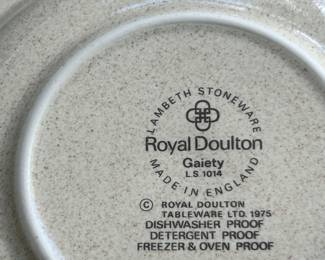 LAMBETH STONEWARE
Royal Doulton
Gaiety
L.S. 1014
MADE IN ENGLAND
© ROYAL DOULTON
TABLEWARE LTD. 1975
DISHWASHER PROOF
DETERGENT PROOF
FREEZER & OVEN PROOF